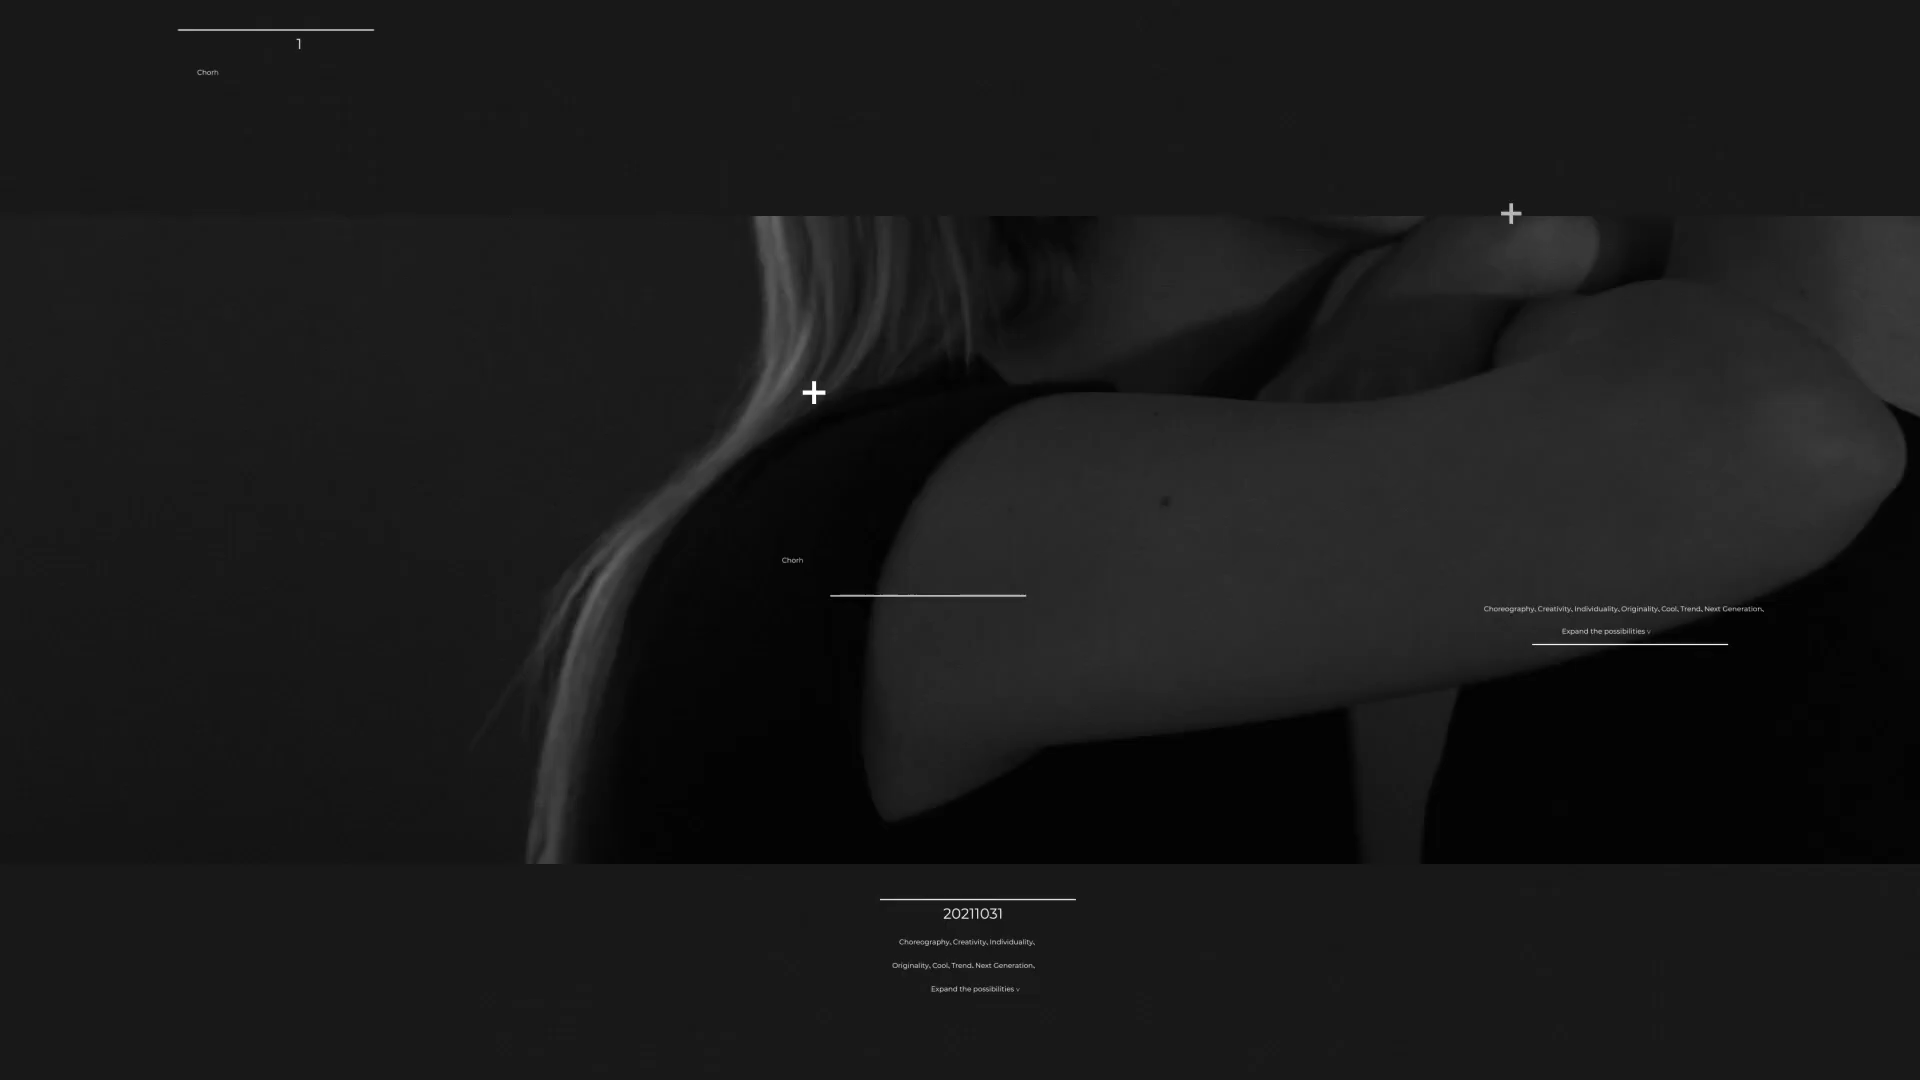 1
Chorh
Chorh
Choreography, Creativity, Individuality, Originality, Cool, Trend, Next Generation,
Expand the possibilities v
20211031
Choreography, Creativity, Individuality,
Originality, Cool, Trend, Next Generation,
Expand the possibilities v